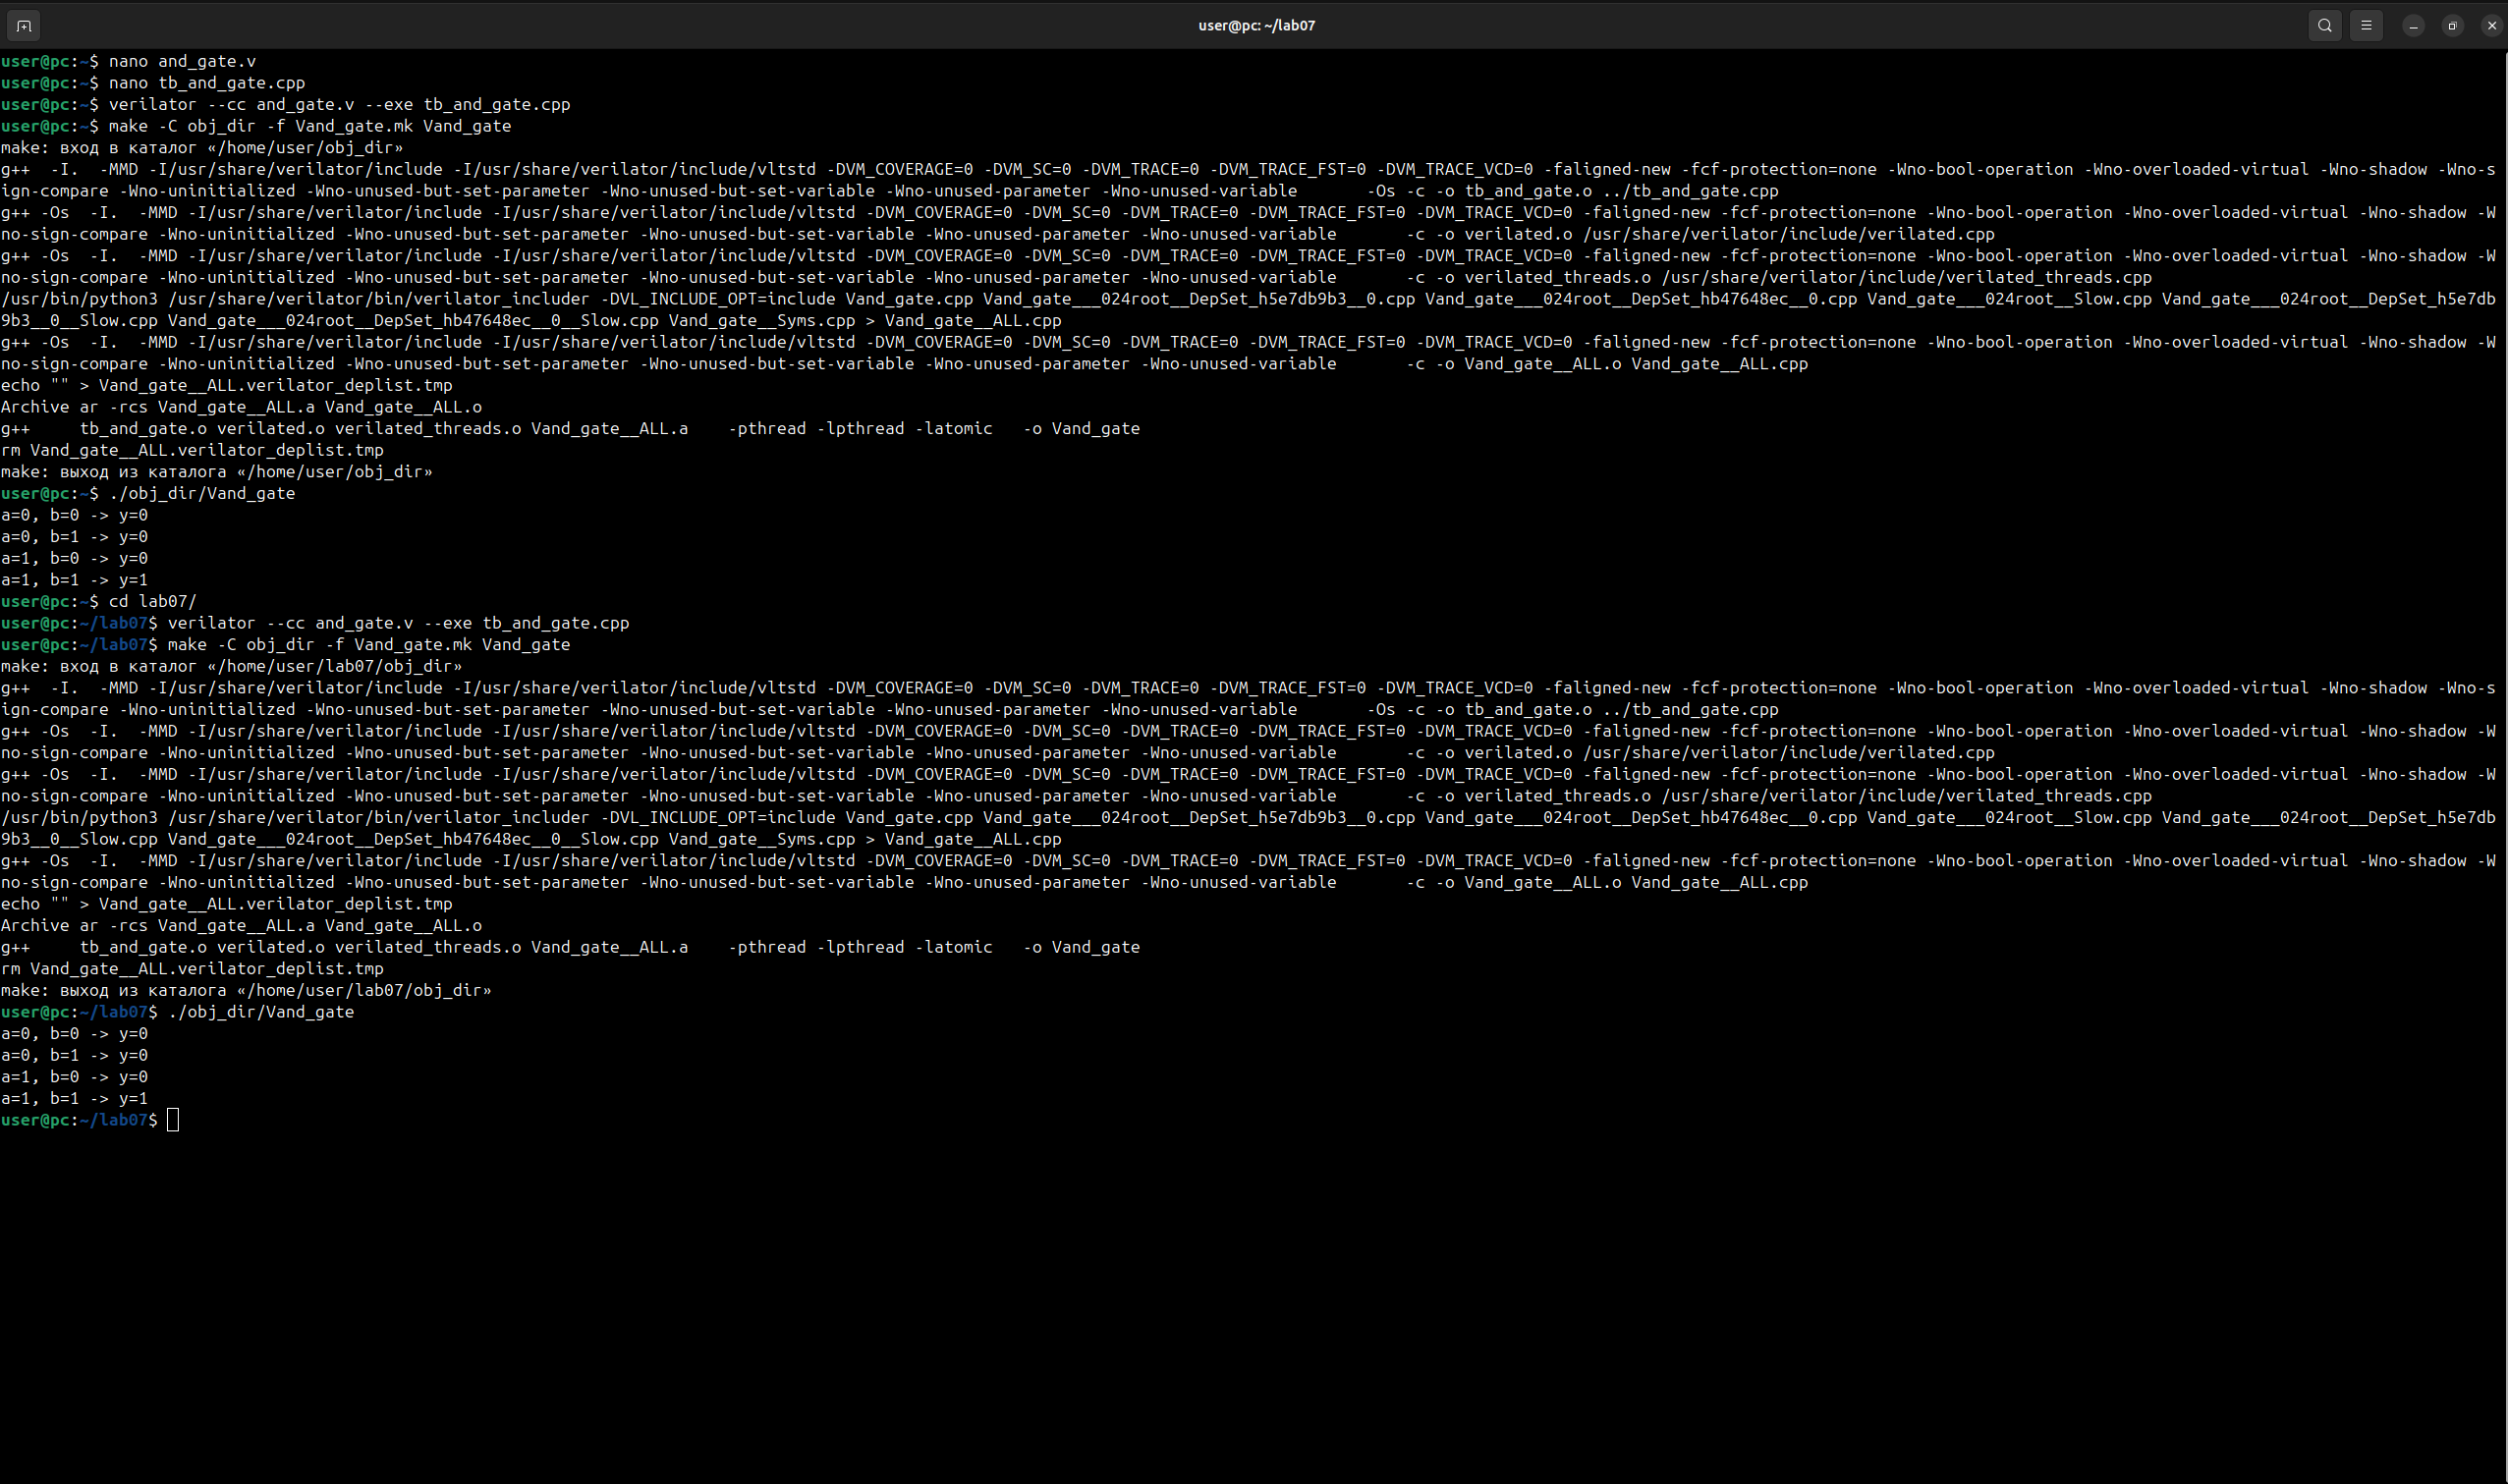 user@pc: ~/lab07
user@pc:~$ nano and_gate.v
user@pc:~$ nano tb_and_gate.cpp
user@pc:~$ verilator --cc and_gate.v --exe tb_and_gate.cpp
user@pc:~$ make -C obj_dir -f Vand_gate.mk Vand_gate
make: вход в каталог «/home/user/obj_dir»
g++  -I.  -MMD -I/usr/share/verilator/include -I/usr/share/verilator/include/vltstd -DVM_COVERAGE=0 -DVM_SC=0 -DVM_TRACE=0 -DVM_TRACE_FST=0 -DVM_TRACE_VCD=0 -faligned-new -fcf-protection=none -Wno-bool-operation -Wno-overloaded-virtual -Wno-shadow -Wno-s
ign-compare -Wno-uninitialized -Wno-unused-but-set-parameter -Wno-unused-but-set-variable -Wno-unused-parameter -Wno-unused-variable       -Os -c -o tb_and_gate.o ../tb_and_gate.cpp
g++ -Os  -I.  -MMD -I/usr/share/verilator/include -I/usr/share/verilator/include/vltstd -DVM_COVERAGE=0 -DVM_SC=0 -DVM_TRACE=0 -DVM_TRACE_FST=0 -DVM_TRACE_VCD=0 -faligned-new -fcf-protection=none -Wno-bool-operation -Wno-overloaded-virtual -Wno-shadow -W
no-sign-compare -Wno-uninitialized -Wno-unused-but-set-parameter -Wno-unused-but-set-variable -Wno-unused-parameter -Wno-unused-variable       -c -o verilated.o /usr/share/verilator/include/verilated.cpp
g++ -Os  -I.  -MMD -I/usr/share/verilator/include -I/usr/share/verilator/include/vltstd -DVM_COVERAGE=0 -DVM_SC=0 -DVM_TRACE=0 -DVM_TRACE_FST=0 -DVM_TRACE_VCD=0 -faligned-new -fcf-protection=none -Wno-bool-operation -Wno-overloaded-virtual -Wno-shadow -W
no-sign-compare -Wno-uninitialized -Wno-unused-but-set-parameter -Wno-unused-but-set-variable -Wno-unused-parameter -Wno-unused-variable       -c -o verilated_threads.o /usr/share/verilator/include/verilated_threads.cpp
/usr/bin/python3 /usr/share/verilator/bin/verilator_includer -DVL_INCLUDE_OPT=include Vand_gate.cpp Vand_gate___024root__DepSet_h5e7db9b3__0.cpp Vand_gate___024root__DepSet_hb47648ec__0.cpp Vand_gate___024root__Slow.cpp Vand_gate___024root__DepSet_h5e7db
9b3__0__Slow.cpp Vand_gate___024root__DepSet_hb47648ec__0__Slow.cpp Vand_gate__Syms.cpp > Vand_gate__ALL.cpp
g++ -Os  -I.  -MMD -I/usr/share/verilator/include -I/usr/share/verilator/include/vltstd -DVM_COVERAGE=0 -DVM_SC=0 -DVM_TRACE=0 -DVM_TRACE_FST=0 -DVM_TRACE_VCD=0 -faligned-new -fcf-protection=none -Wno-bool-operation -Wno-overloaded-virtual -Wno-shadow -W
no-sign-compare -Wno-uninitialized -Wno-unused-but-set-parameter -Wno-unused-but-set-variable -Wno-unused-parameter -Wno-unused-variable       -c -o Vand_gate__ALL.o Vand_gate__ALL.cpp
echo "" > Vand_gate__ALL.verilator_deplist.tmp
Archive ar -rcs Vand_gate__ALL.a Vand_gate__ALL.o
g++     tb_and_gate.o verilated.o verilated_threads.o Vand_gate__ALL.a    -pthread -lpthread -latomic   -o Vand_gate
rm Vand_gate__ALL.verilator_deplist.tmp
make: выход из каталога «/home/user/obj_dir»
user@pc:~$ ./obj_dir/Vand_gate
a=0, b=0 -> y=0
a=0, b=1 -> y=0
a=1, b=0 -> y=0
a=1, b=1 -> y=1
user@pc:~$ cd lab07/
user@pc:~/lab07$ verilator --cc and_gate.v --exe tb_and_gate.cpp
user@pc:~/lab07$ make -C obj_dir -f Vand_gate.mk Vand_gate
make: вход в каталог «/home/user/lab07/obj_dir»
g++  -I.  -MMD -I/usr/share/verilator/include -I/usr/share/verilator/include/vltstd -DVM_COVERAGE=0 -DVM_SC=0 -DVM_TRACE=0 -DVM_TRACE_FST=0 -DVM_TRACE_VCD=0 -faligned-new -fcf-protection=none -Wno-bool-operation -Wno-overloaded-virtual -Wno-shadow -Wno-s
ign-compare -Wno-uninitialized -Wno-unused-but-set-parameter -Wno-unused-but-set-variable -Wno-unused-parameter -Wno-unused-variable       -Os -c -o tb_and_gate.o ../tb_and_gate.cpp
g++ -Os  -I.  -MMD -I/usr/share/verilator/include -I/usr/share/verilator/include/vltstd -DVM_COVERAGE=0 -DVM_SC=0 -DVM_TRACE=0 -DVM_TRACE_FST=0 -DVM_TRACE_VCD=0 -faligned-new -fcf-protection=none -Wno-bool-operation -Wno-overloaded-virtual -Wno-shadow -W
no-sign-compare -Wno-uninitialized -Wno-unused-but-set-parameter -Wno-unused-but-set-variable -Wno-unused-parameter -Wno-unused-variable       -c -o verilated.o /usr/share/verilator/include/verilated.cpp
g++ -Os  -I.  -MMD -I/usr/share/verilator/include -I/usr/share/verilator/include/vltstd -DVM_COVERAGE=0 -DVM_SC=0 -DVM_TRACE=0 -DVM_TRACE_FST=0 -DVM_TRACE_VCD=0 -faligned-new -fcf-protection=none -Wno-bool-operation -Wno-overloaded-virtual -Wno-shadow -W
no-sign-compare -Wno-uninitialized -Wno-unused-but-set-parameter -Wno-unused-but-set-variable -Wno-unused-parameter -Wno-unused-variable       -c -o verilated_threads.o /usr/share/verilator/include/verilated_threads.cpp
/usr/bin/python3 /usr/share/verilator/bin/verilator_includer -DVL_INCLUDE_OPT=include Vand_gate.cpp Vand_gate___024root__DepSet_h5e7db9b3__0.cpp Vand_gate___024root__DepSet_hb47648ec__0.cpp Vand_gate___024root__Slow.cpp Vand_gate___024root__DepSet_h5e7db
9b3__0__Slow.cpp Vand_gate___024root__DepSet_hb47648ec__0__Slow.cpp Vand_gate__Syms.cpp > Vand_gate__ALL.cpp
g++ -Os  -I.  -MMD -I/usr/share/verilator/include -I/usr/share/verilator/include/vltstd -DVM_COVERAGE=0 -DVM_SC=0 -DVM_TRACE=0 -DVM_TRACE_FST=0 -DVM_TRACE_VCD=0 -faligned-new -fcf-protection=none -Wno-bool-operation -Wno-overloaded-virtual -Wno-shadow -W
no-sign-compare -Wno-uninitialized -Wno-unused-but-set-parameter -Wno-unused-but-set-variable -Wno-unused-parameter -Wno-unused-variable       -c -o Vand_gate__ALL.o Vand_gate__ALL.cpp
echo "" > Vand_gate__ALL.verilator_deplist.tmp
Archive ar -rcs Vand_gate__ALL.a Vand_gate__ALL.o
g++     tb_and_gate.o verilated.o verilated_threads.o Vand_gate__ALL.a    -pthread -lpthread -latomic   -o Vand_gate
rm Vand_gate__ALL.verilator_deplist.tmp
make: выход из каталога «/home/user/lab07/obj_dir»
user@pc:~/lab07$ ./obj_dir/Vand_gate
a=0, b=0 -> y=0
a=0, b=1 -> y=0
a=1, b=0 -> y=0
a=1, b=1 -> y=1
user@pc:~/lab07$